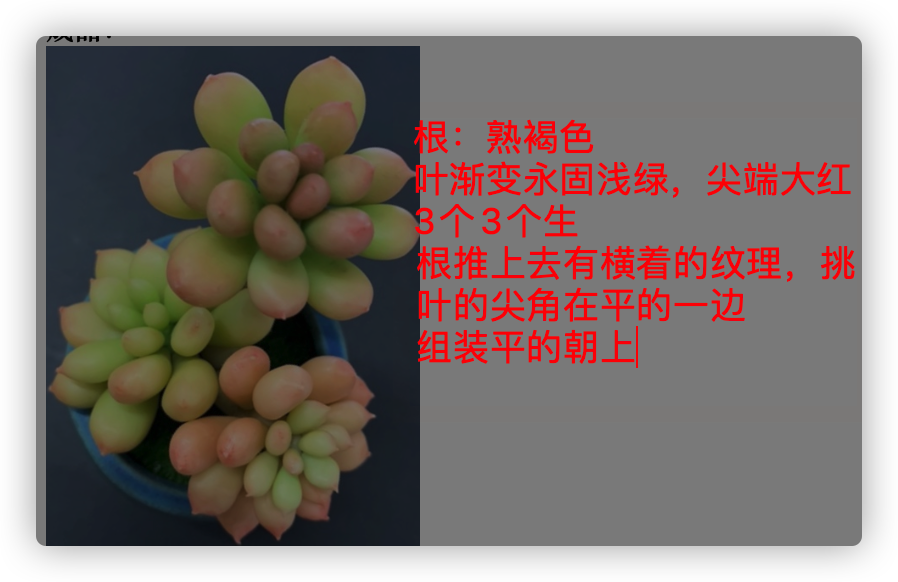 根：熟褐色
叶渐变永固浅绿，尖端大红
3个3个生
根推上去有横着的纹理，挑
叶的尖角在平的一边
组装平的朝上